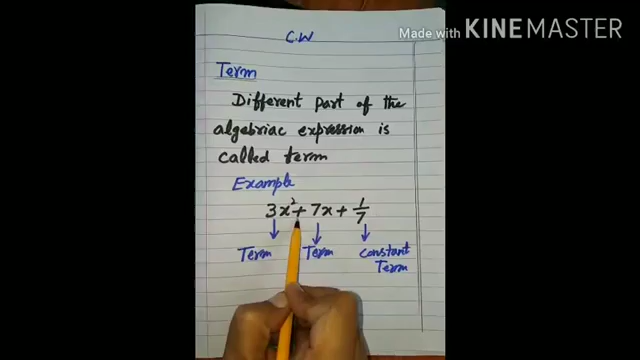 C.W
Made with KINEMASTER
Term
Different part of the
algebriac expression is
called term
Example
3x² + 7x + 1/7
Term Term constant
Term